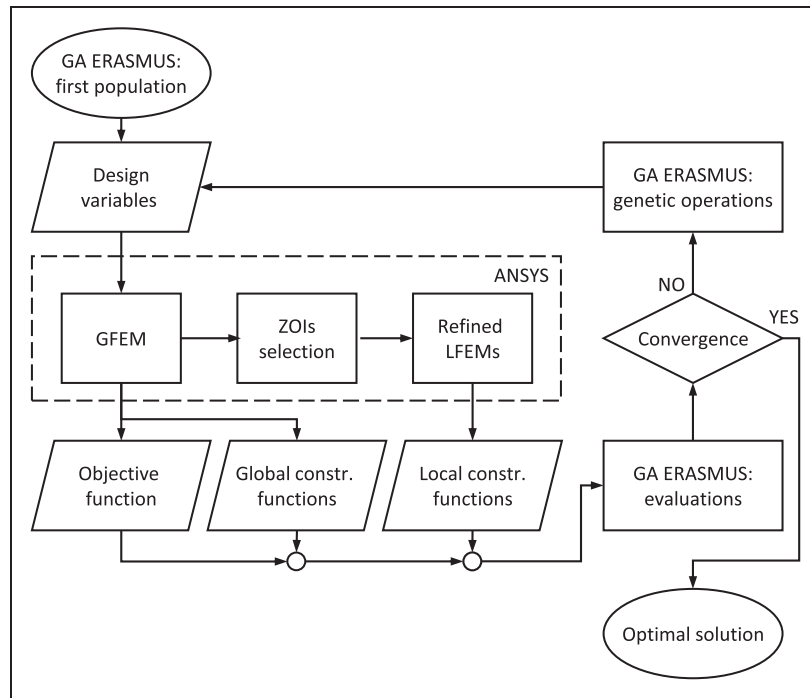 GA ERASMUS:
first population
Design
variables
GA ERASMUS:
genetic operations
ANSYS
GFEM
ZOIs
selection
Refined
LFEMs
NO
YES
Convergence
Objective
function
Global constr.
functions
Local constr.
functions
GA ERASMUS:
evaluations
Optimal solution